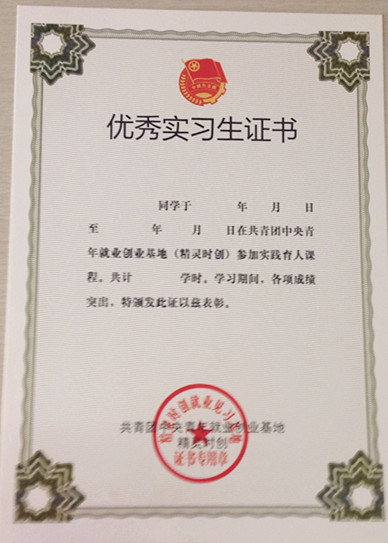 优秀实习生证书
同学于 年 月 日
至 年 月 日在共青团中央青
年就业创业基地（精灵时创）参加实践育人课
程。共计 学时。学习期间，各项成绩
突出，特颁发此证以兹表彰。
共青团中央青年就业创业基地
精灵时创
证书专用章